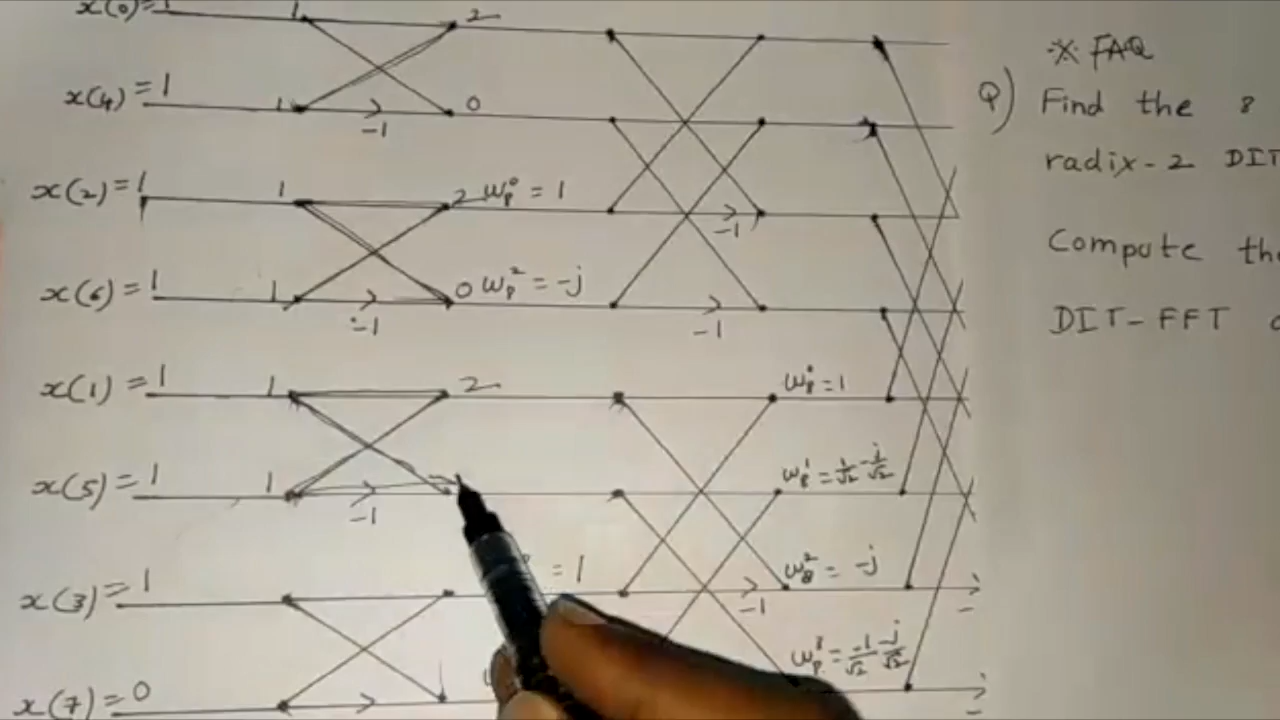 x(0)=1 1 2
x(4)=1 1 -1 0
x(2)=1 1 2 W₈⁰ = 1 -1
x(6)=1 1 -1 0 W₈² = -j -1
x(1)=1 1 2 W₈⁰ = 1
x(5)=1 1 -1 W₈¹ = 1/√2 - j/√2
x(3)=1 = 1 -1 W₈² = -j
x(7)=0 W₈³ = -1/√2 - j/√2
※ FAQ
Q) Find the 8
radix-2 DIT
Compute the
DIT-FFT